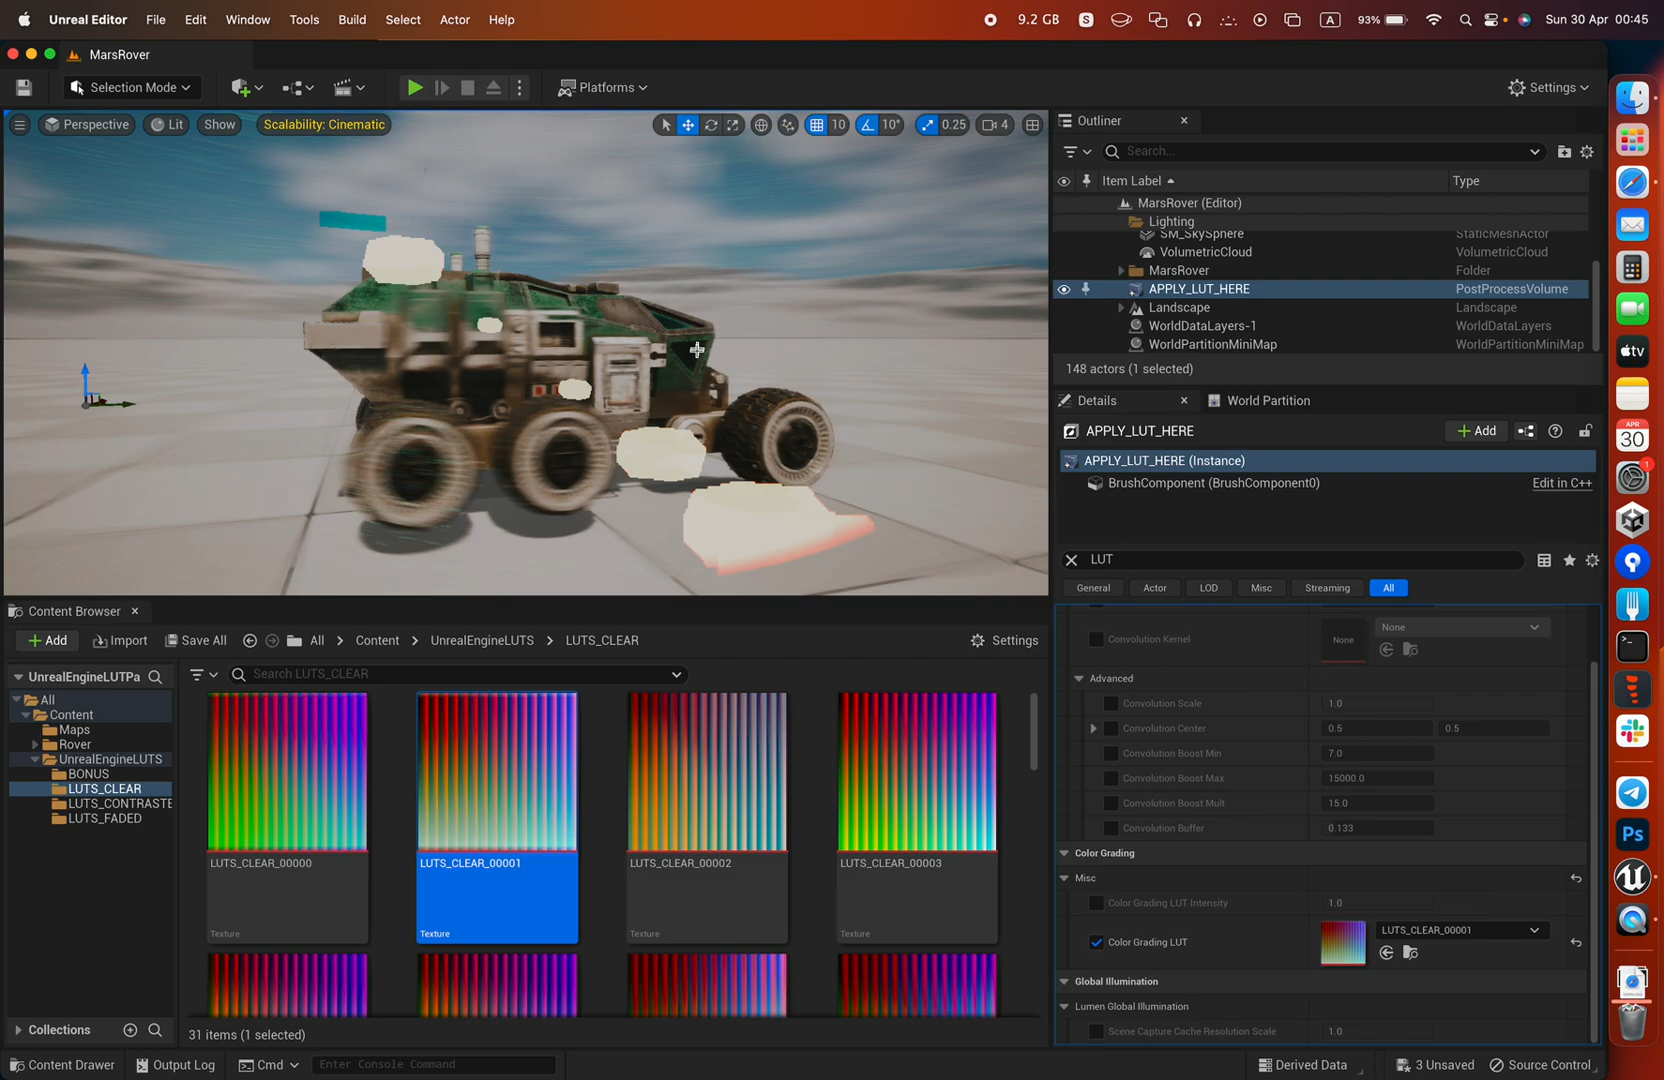 Unreal Editor File Edit Window Tools Build Select Actor Help 9.2 GB S A 93% Sun 30 Apr 00:45
MarsRover
Selection Mode Platforms Settings
Perspective Lit Show Scalability: Cinematic 10 10° 0.25 4
Outliner
Search...
Item Label Type
MarsRover (Editor)
Lighting
SM_SkySphere StaticMeshActor
VolumetricCloud VolumetricCloud
MarsRover Folder
APPLY_LUT_HERE PostProcessVolume
Landscape Landscape
WorldDataLayers-1 WorldDataLayers
WorldPartitionMiniMap WorldPartitionMiniMap
148 actors (1 selected)
Details World Partition
APPLY_LUT_HERE Add
APPLY_LUT_HERE (Instance)
BrushComponent (BrushComponent0) Edit in C++
LUT
General Actor LOD Misc Streaming All
Convolution Kernel None None
Advanced
Convolution Scale 1.0
Convolution Center 0.5 0.5
Convolution Boost Min 7.0
Convolution Boost Max 15000.0
Convolution Boost Mult 15.0
Convolution Buffer 0.133
Color Grading
Misc
Color Grading LUT Intensity 1.0
Color Grading LUT LUTS_CLEAR_00001
Global Illumination
Lumen Global Illumination
Scene Capture Cache Resolution Scale 1.0
Content Browser
Add Import Save All All Content UnrealEngineLUTS LUTS_CLEAR Settings
UnrealEngineLUTPa Search LUTS_CLEAR
All
Content
Maps
Rover
UnrealEngineLUTS
BONUS
LUTS_CLEAR
LUTS_CONTRASTE
LUTS_FADED
LUTS_CLEAR_00000 LUTS_CLEAR_00001 LUTS_CLEAR_00002 LUTS_CLEAR_00003
Texture Texture Texture Texture
Collections 31 items (1 selected)
Content Drawer Output Log Cmd Enter Console Command Derived Data 3 Unsaved Source Control
tv
APR
30
1
Ps